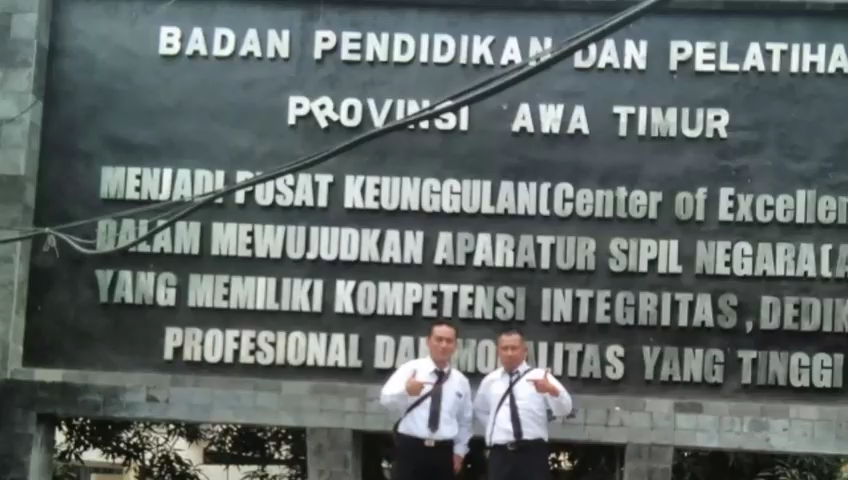 BADAN PENDIDIKAN DAN PELATIHA
PROVINSI AWA TIMUR
MENJADI PUSAT KEUNGGULAN(Center of Excellen
DALAM MEWUJUDKAN APARATUR SIPIL NEGARA(A
YANG MEMILIKI KOMPETENSI INTEGRITAS, DEDIK
PROFESIONAL DAN MORALITAS YANG TINGGI